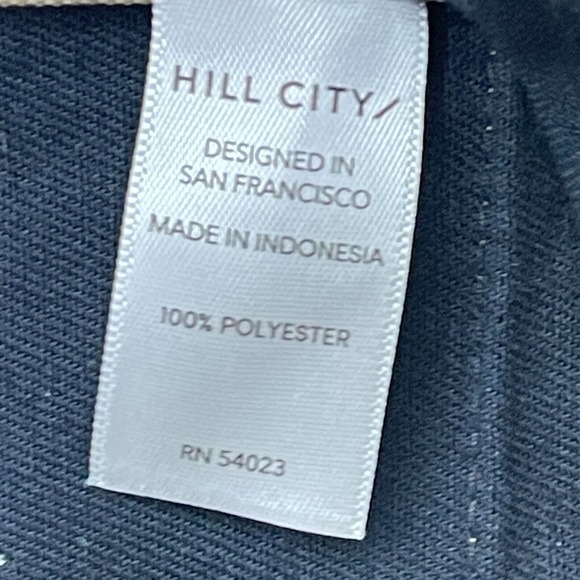 HILL CITY/
DESIGNED IN
SAN FRANCISCO
MADE IN INDONESIA
100% POLYESTER
RN 54023